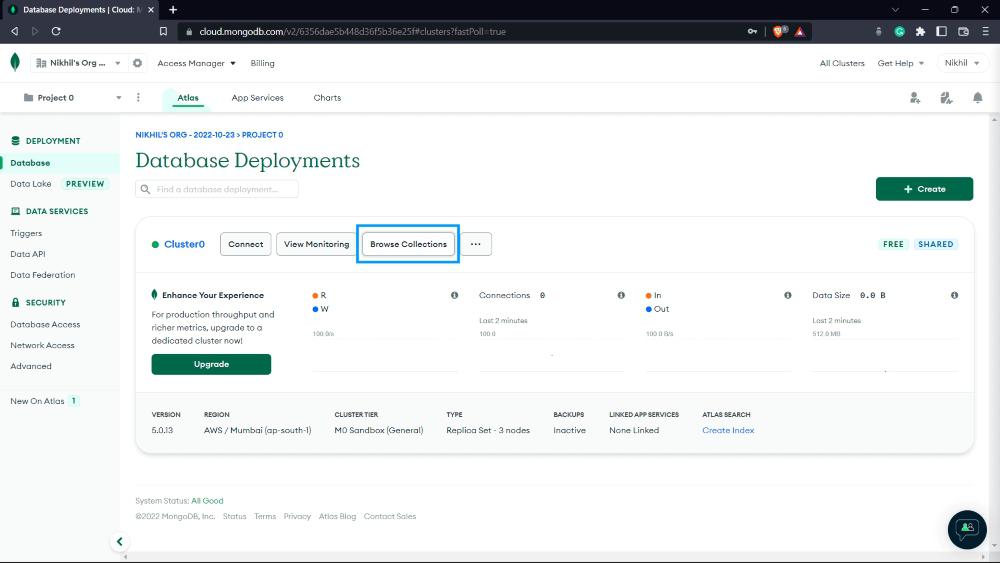 Database Deployments | Cloud: M
cloud.mongodb.com/v2/6356dae5b448d36f5b36e25f#clusters?fastPoll=true
Nikhil's Org ...
Access Manager
Billing
All Clusters
Get Help
Nikhil
Project 0
Atlas
App Services
Charts
DEPLOYMENT
Database
Data Lake PREVIEW
DATA SERVICES
Triggers
Data API
Data Federation
SECURITY
Database Access
Network Access
Advanced
New On Atlas 1
NIKHIL'S ORG - 2022-10-23 > PROJECT 0
Database Deployments
Find a database deployment...
+ Create
Cluster0
Connect
View Monitoring
Browse Collections
...
FREE SHARED
Enhance Your Experience
For production throughput and
richer metrics, upgrade to a
dedicated cluster now!
Upgrade
R
W
100.0/s
Connections 0
Last 2 minutes
100.0
In
Out
100.0 B/s
Data Size 0.0 B
Last 2 minutes
512.0 MB
VERSION
5.0.13
REGION
AWS / Mumbai (ap-south-1)
CLUSTER TIER
M0 Sandbox (General)
TYPE
Replica Set - 3 nodes
BACKUPS
Inactive
LINKED APP SERVICES
None Linked
ATLAS SEARCH
Create Index
System Status: All Good
©2022 MongoDB, Inc. Status Terms Privacy Atlas Blog Contact Sales